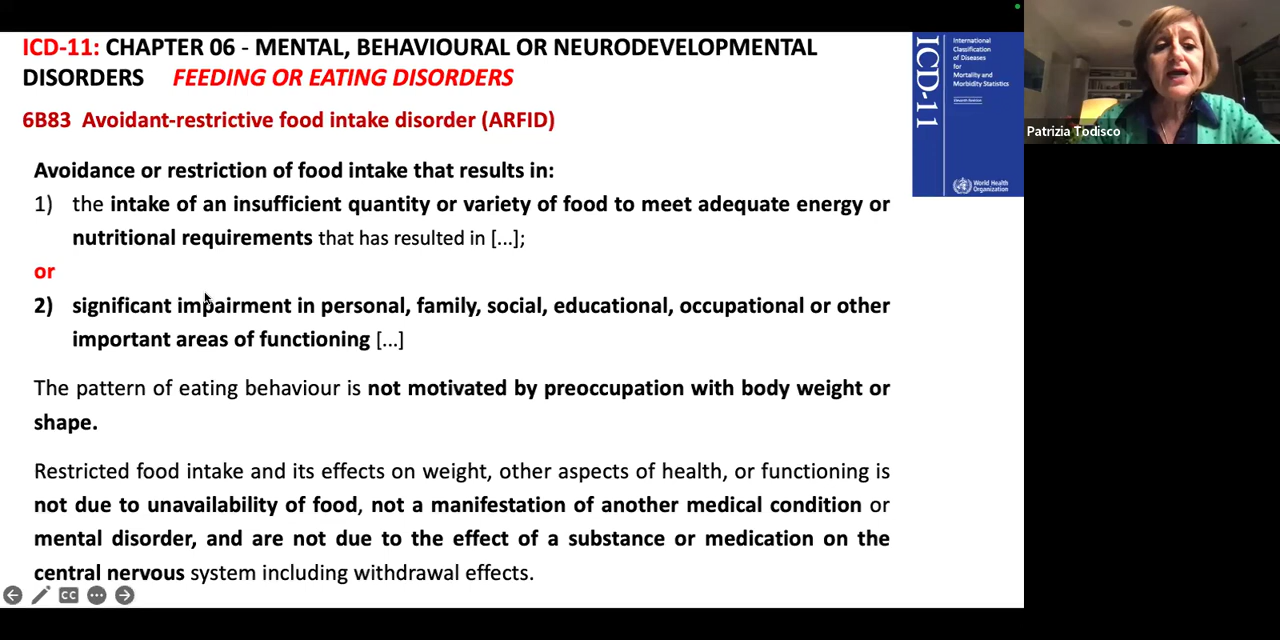 ICD-11: CHAPTER 06 - MENTAL, BEHAVIOURAL OR NEURODEVELOPMENTAL
DISORDERS FEEDING OR EATING DISORDERS
6B83 Avoidant-restrictive food intake disorder (ARFID)
Avoidance or restriction of food intake that results in:
1) the intake of an insufficient quantity or variety of food to meet adequate energy or
nutritional requirements that has resulted in [...];
or
2) significant impairment in personal, family, social, educational, occupational or other
important areas of functioning [...]
The pattern of eating behaviour is not motivated by preoccupation with body weight or
shape.
Restricted food intake and its effects on weight, other aspects of health, or functioning is
not due to unavailability of food, not a manifestation of another medical condition or
mental disorder, and are not due to the effect of a substance or medication on the
central nervous system including withdrawal effects.
CC
ICD-11
International
Classification
of Diseases
for
Mortality and
Morbidity Statistics
World Health
Organization
Patrizia Todisco